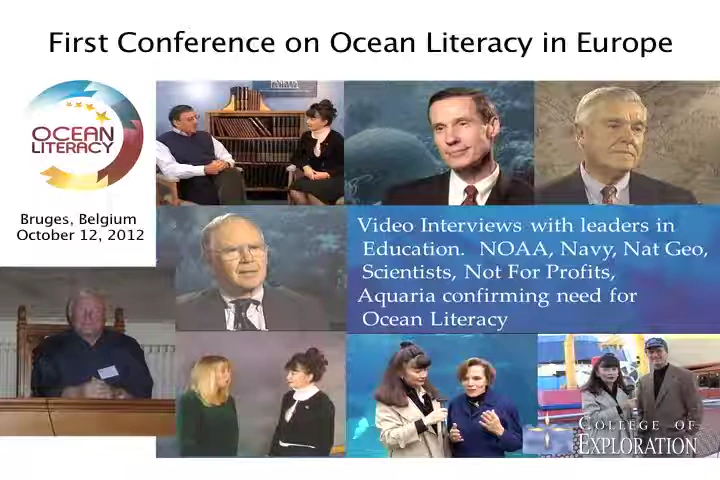 First Conference on Ocean Literacy in Europe
OCEAN
LITERACY
Bruges, Belgium
October 12, 2012
Video Interviews with leaders in
Education. NOAA, Navy, Nat Geo,
Scientists, Not For Profits,
Aquaria confirming need for
Ocean Literacy
COLLEGE OF
EXPLORATION